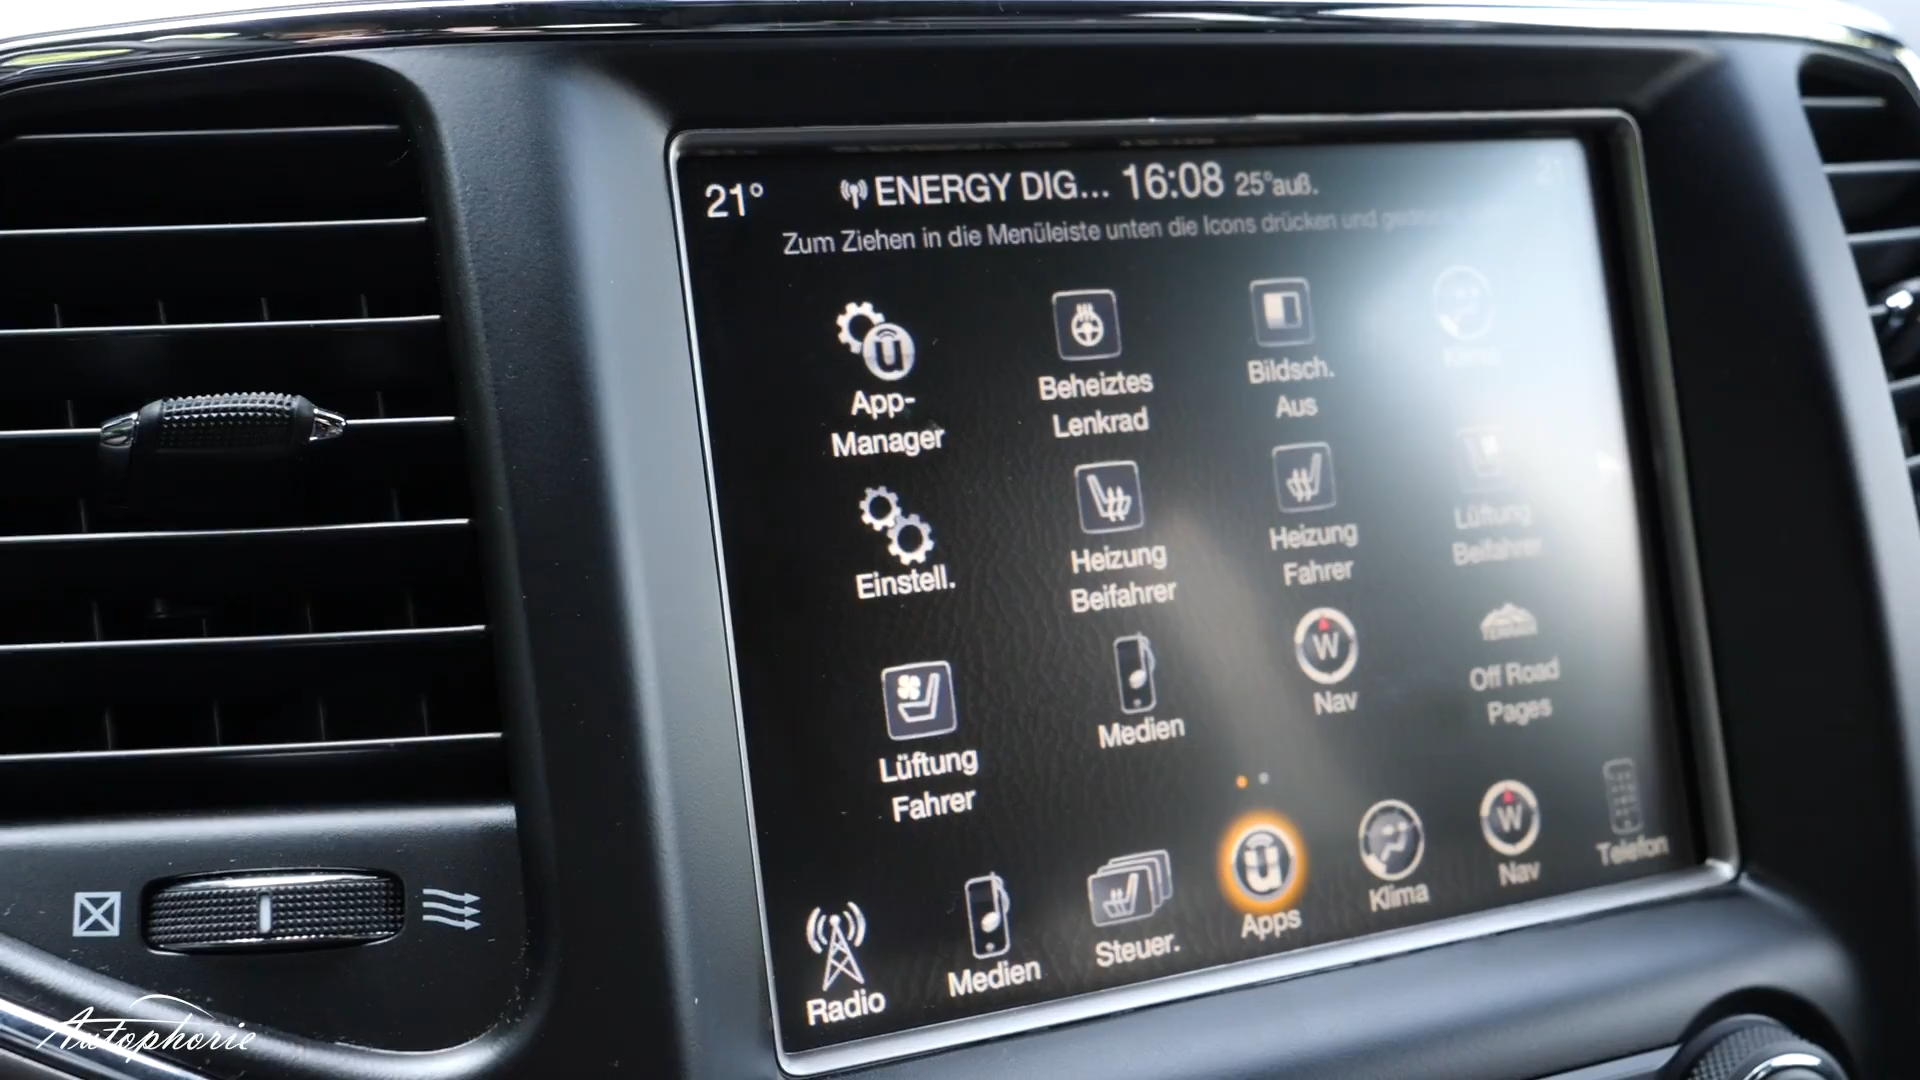 21° ENERGY DIG... 16:08 25°auß.
Zum Ziehen in die Menüleiste unten die Icons drücken und
App-
Manager
Beheiztes
Lenkrad
Bildsch.
Aus
Klima
Einstell.
Heizung
Beifahrer
Heizung
Fahrer
Lüftung
Beifahrer
Lüftung
Fahrer
Medien
W
Nav
Off Road
Pages
Radio
Medien
Steuer.
Apps
Klima
W
Nav
Telefon
Autophorie